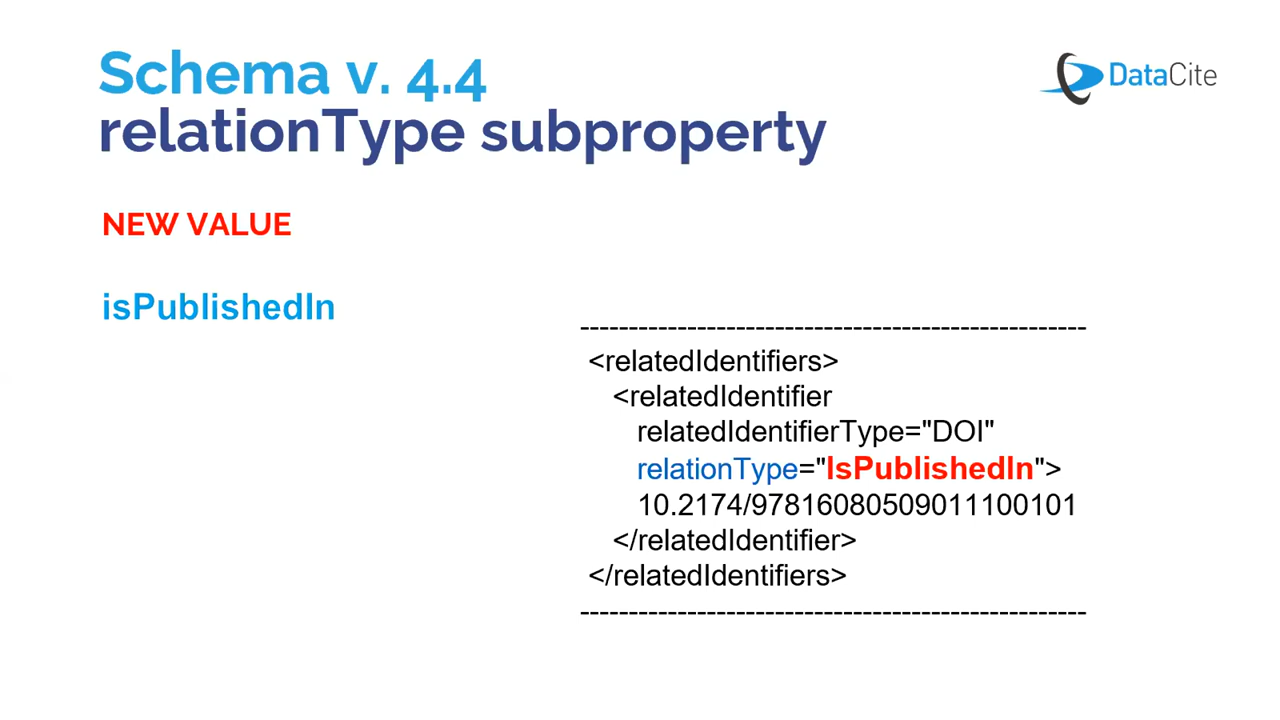 Schema v. 4.4
relationType subproperty
DataCite
NEW VALUE
isPublishedIn
----------------------------------------------------
<relatedIdentifiers>
<relatedIdentifier
relatedIdentifierType="DOI"
relationType="IsPublishedIn">
10.2174/97816080509011100101
</relatedIdentifier>
</relatedIdentifiers>
----------------------------------------------------